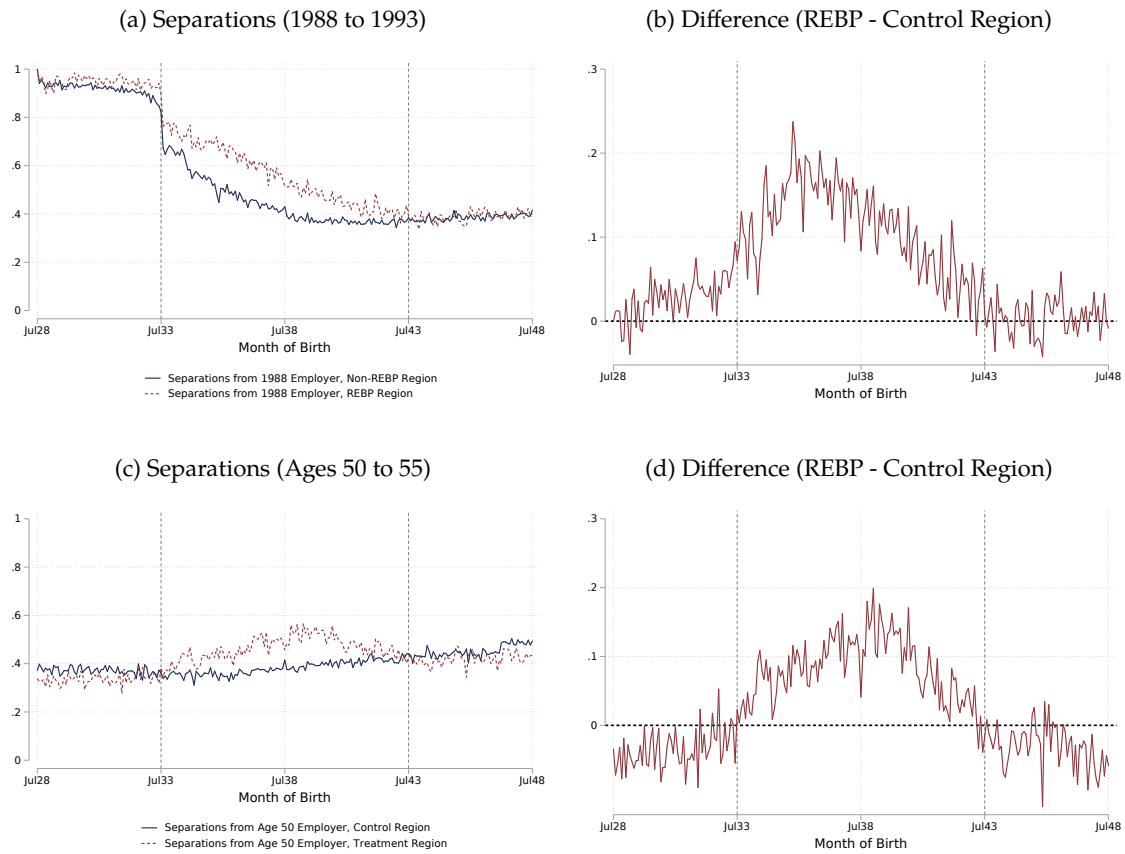 (a) Separations (1988 to 1993)
1
.8
.6
.4
.2
0
Jul28 Jul33 Jul38 Jul43 Jul48
Month of Birth
Separations from 1988 Employer, Non-REBP Region
Separations from 1988 Employer, REBP Region
(b) Difference (REBP - Control Region)
.3
.2
.1
0
Jul28 Jul33 Jul38 Jul43 Jul48
Month of Birth
(c) Separations (Ages 50 to 55)
1
.8
.6
.4
.2
0
Jul28 Jul33 Jul38 Jul43 Jul48
Month of Birth
Separations from Age 50 Employer, Control Region
Separations from Age 50 Employer, Treatment Region
(d) Difference (REBP - Control Region)
.3
.2
.1
0
Jul28 Jul33 Jul38 Jul43 Jul48
Month of Birth